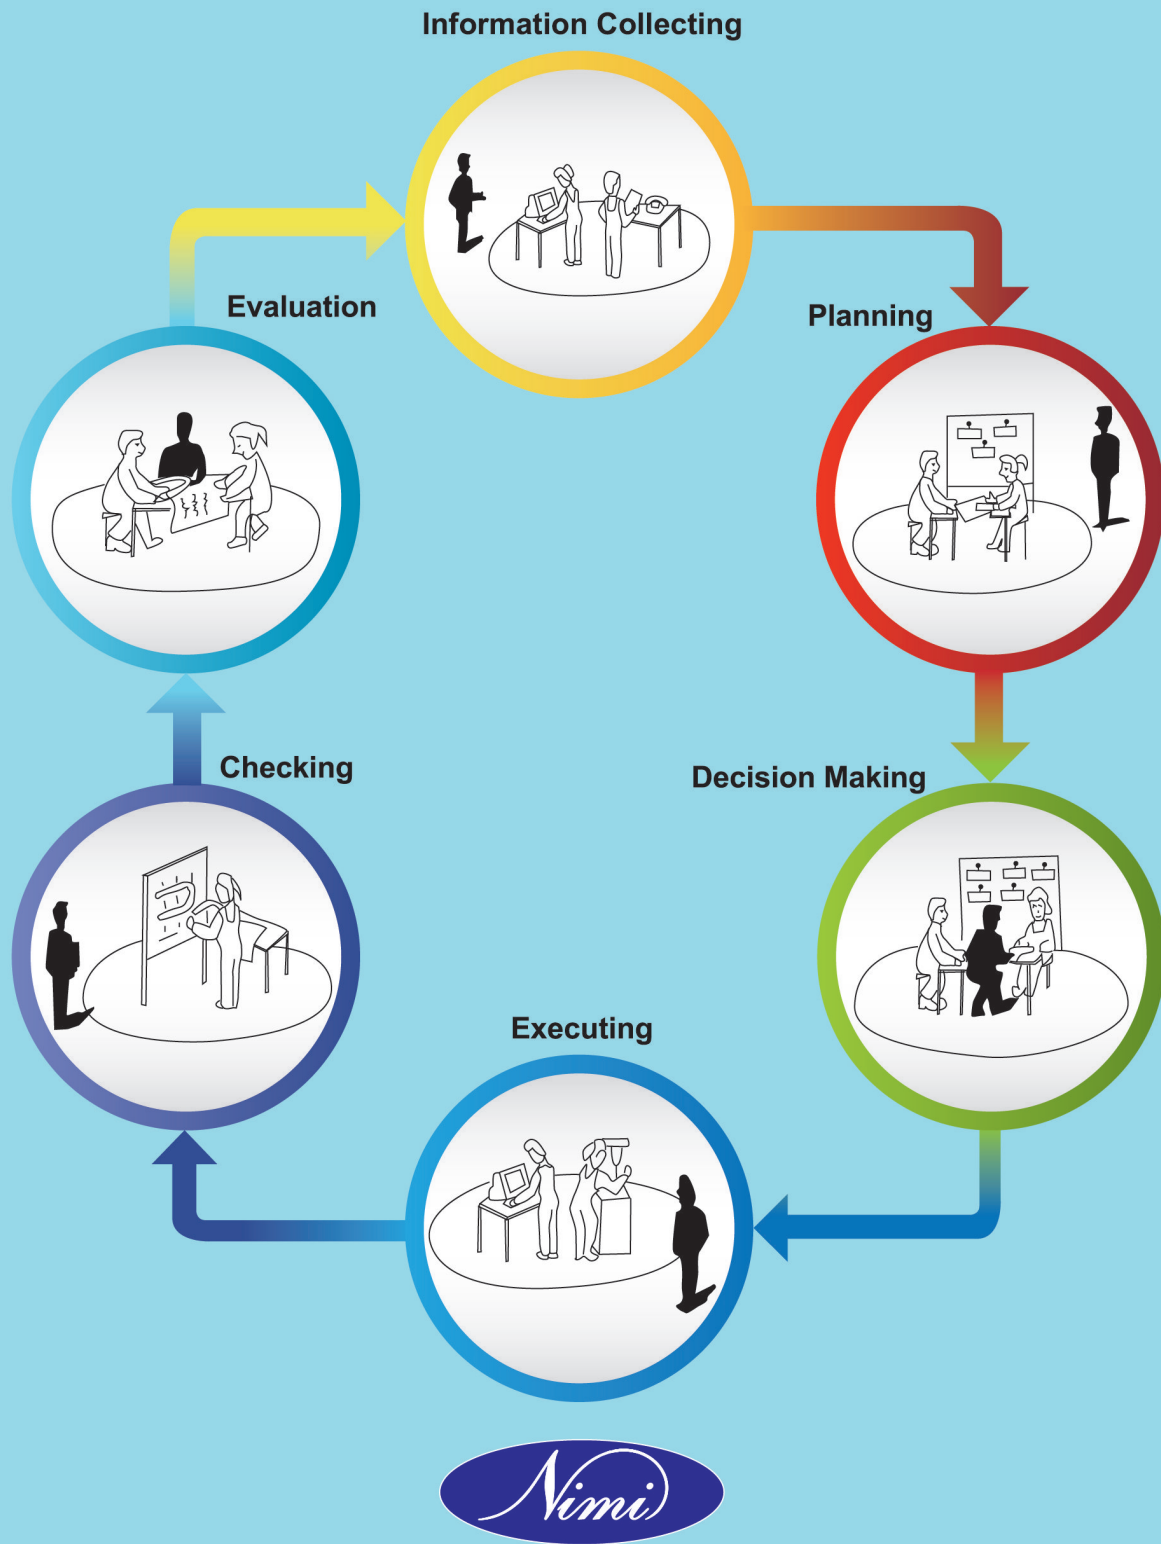 Information Collecting
Evaluation
Planning
Checking
Decision Making
Executing
Nimi